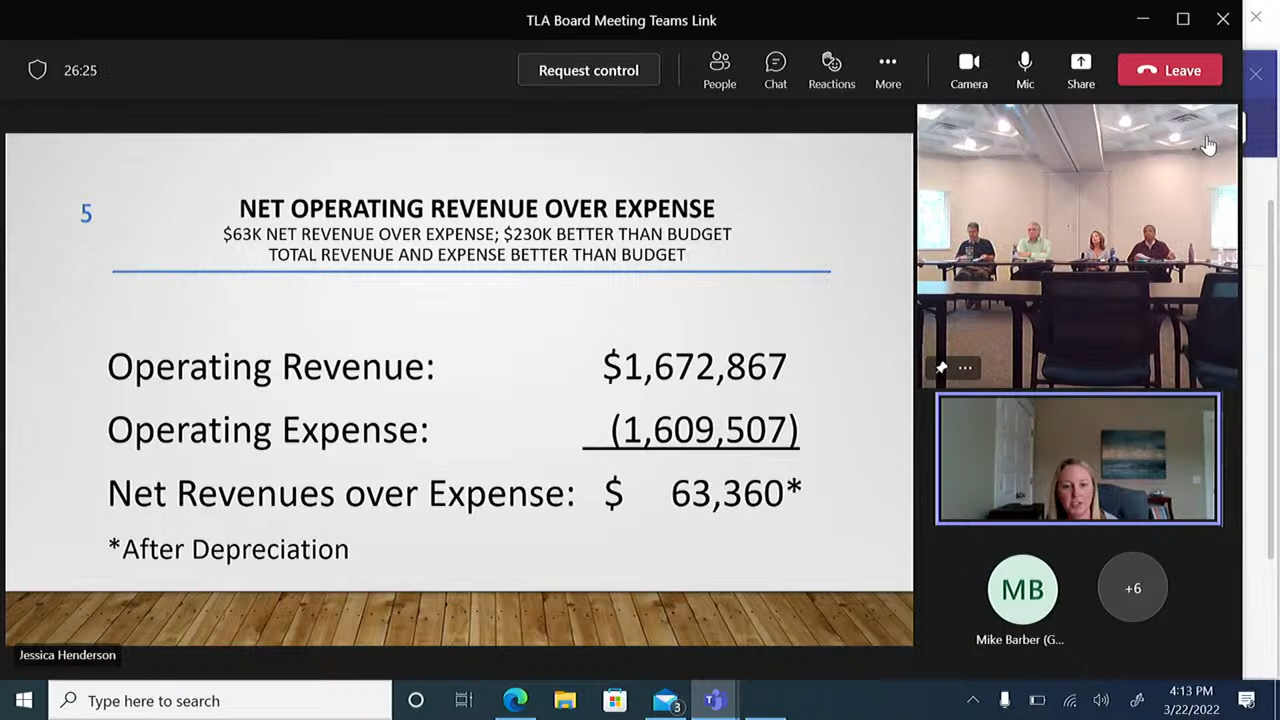 TLA Board Meeting Teams Link
26:25
Request control
People
Chat
Reactions
More
Camera
Mic
Share
Leave
5
NET OPERATING REVENUE OVER EXPENSE
$63K NET REVENUE OVER EXPENSE; $230K BETTER THAN BUDGET
TOTAL REVENUE AND EXPENSE BETTER THAN BUDGET
Operating Revenue: $1,672,867
Operating Expense: (1,609,507)
Net Revenues over Expense: $ 63,360*
*After Depreciation
MB
+6
Mike Barber (G...
Jessica Henderson
Type here to search
3
4:13 PM
3/22/2022